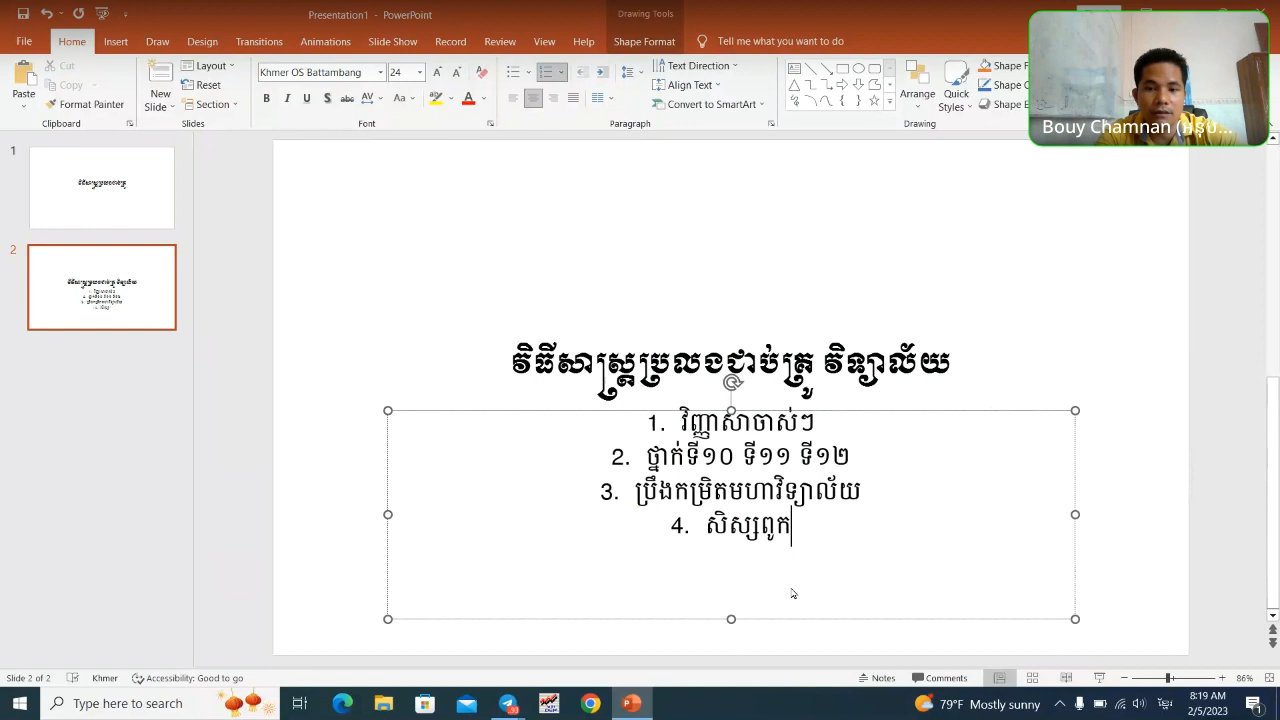 Presentation1 - PowerPoint
Drawing Tools
File Home Insert Draw Design Transitions Animations Slide Show Record Review View Help Shape Format Tell me what you want to do
Paste
Cut
Copy
Format Painter
Clipboard
New Slide
Layout
Reset
Section
Slides
Khmer OS Battambang 24
Font
Text Direction
Align Text
Convert to SmartArt
Paragraph
Arrange
Quick Styles
Shape F
Shape O
Shape E
Drawing
Bouy Chamnan
1
2
វិធីសាស្ត្រប្រលងជាប់គ្រូ វិទ្យាល័យ
1. វិញ្ញាសាចាស់ៗ
2. ថ្នាក់ទី១០ ទី១១ ទី១២
3. ប្រឹងកម្រិតមហាវិទ្យាល័យ
4. សិស្សពូក
Slide 2 of 2 Khmer Accessibility: Good to go Notes Comments 86%
Type here to search
79°F Mostly sunny
8:19 AM
2/5/2023